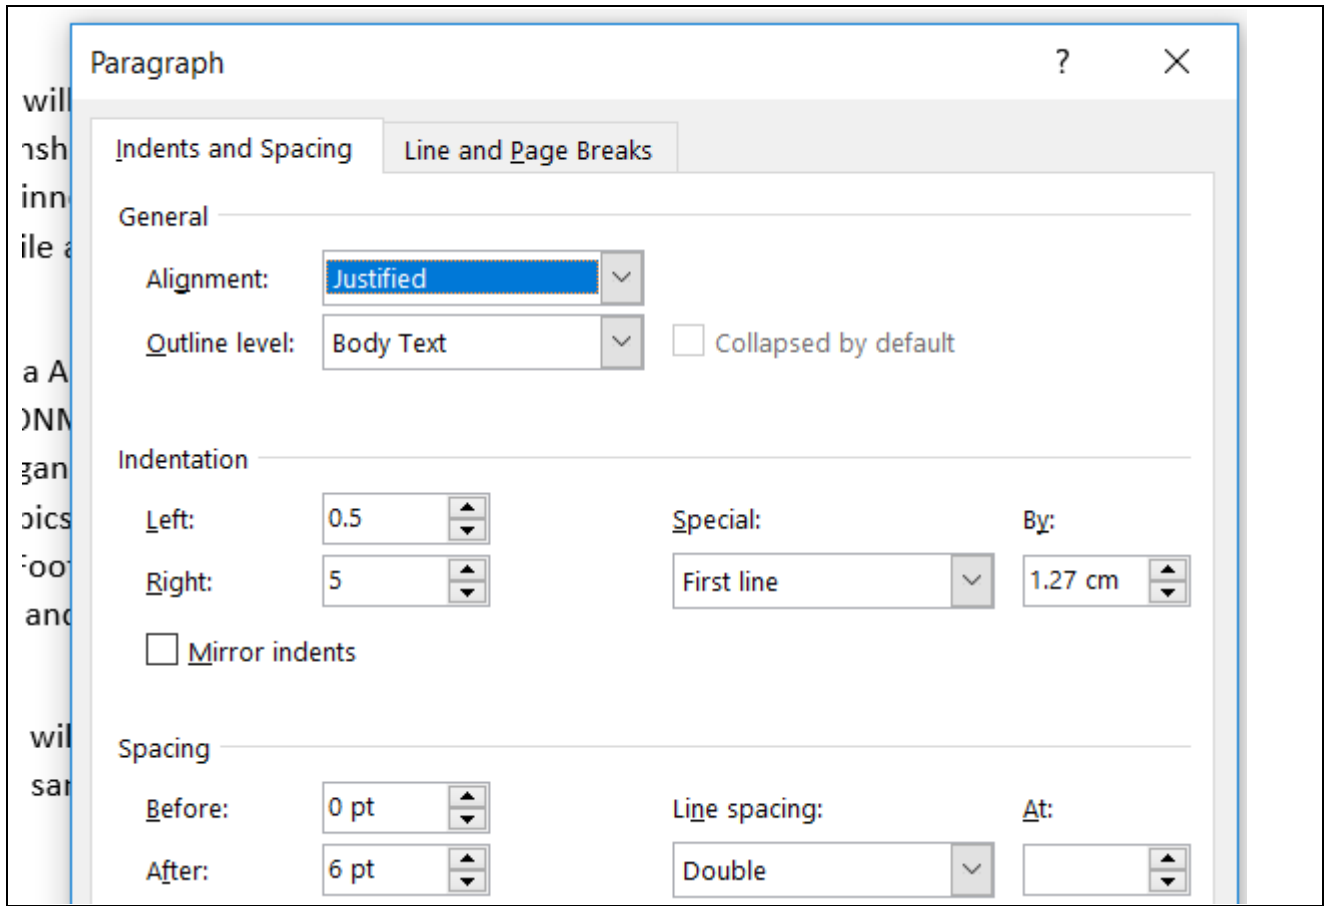 Paragraph ?
will
Indents and Spacing Line and Page Breaks
General
Alignment: Justified
Outline level: Body Text Collapsed by default
a A
Indentation
Left: 0.5 Special: By:
Right: 5 First line 1.27 cm
and
Mirror indents
Spacing
Before: 0 pt Line spacing: At:
After: 6 pt Double